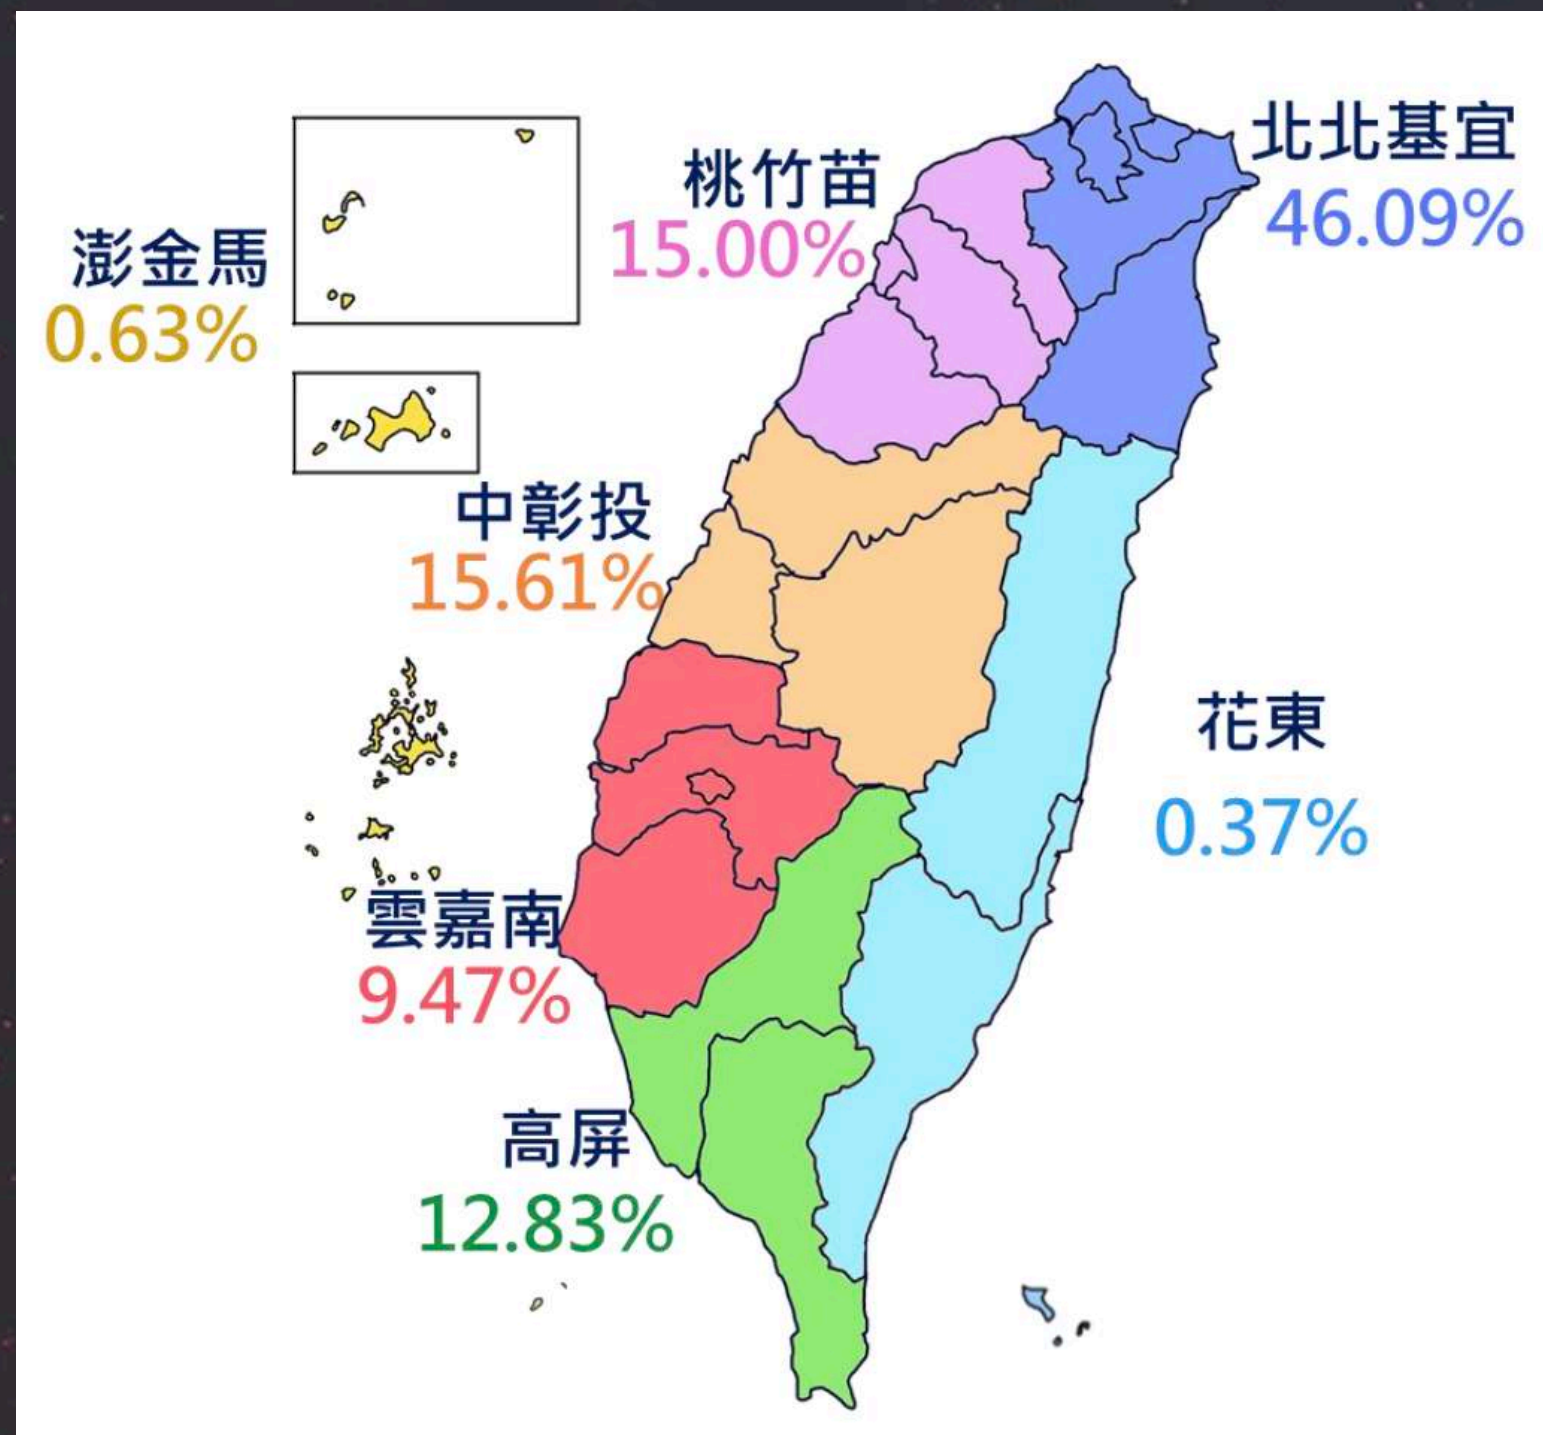 北北基宜
46.09%
桃竹苗
15.00%
澎金馬
0.63%
中彰投
15.61%
花東
0.37%
雲嘉南
9.47%
高屏
12.83%